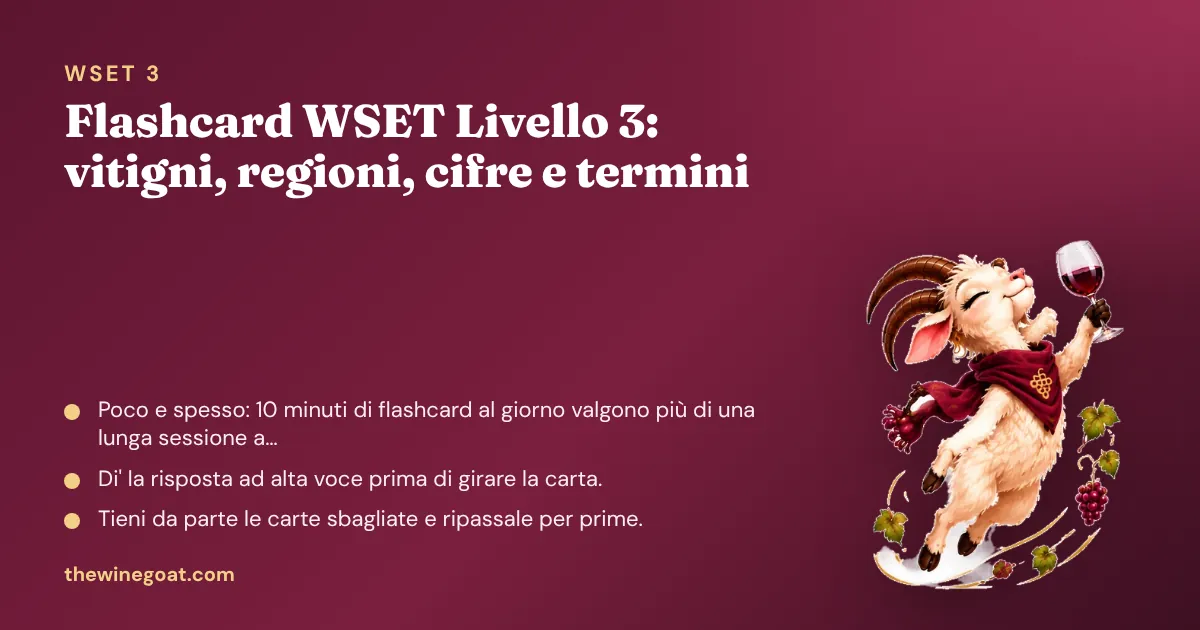 WSET 3
Flashcard WSET Livello 3:
vitigni, regioni, cifre e termini
Poco e spesso: 10 minuti di flashcard al giorno valgono più di una
lunga sessione a…
Di' la risposta ad alta voce prima di girare la carta.
Tieni da parte le carte sbagliate e ripassale per prime.
thewinegoat.com